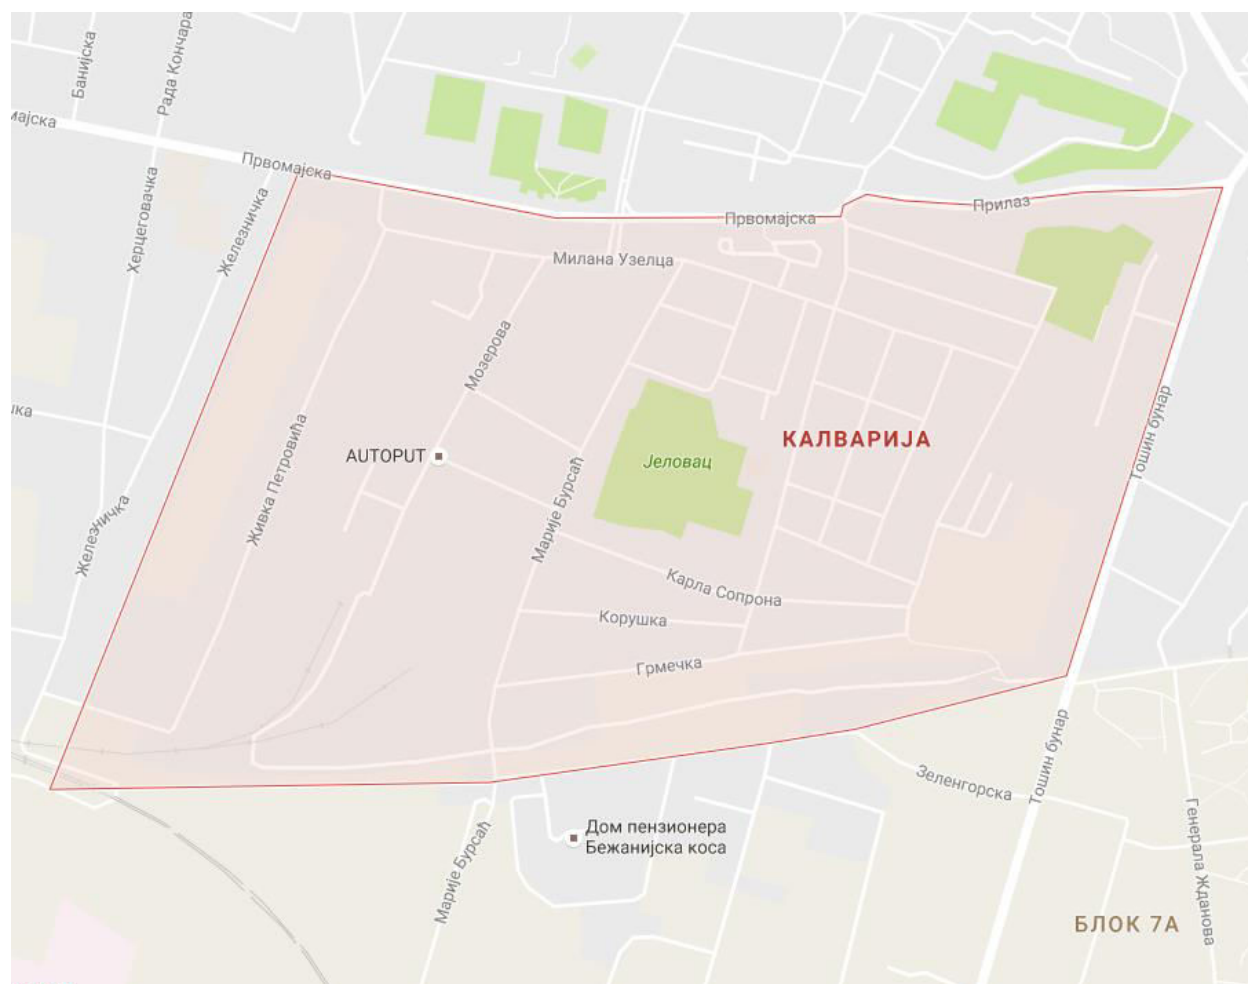 Банијска
Рада Кончара
мајска
Првомајска
Херцеговачка
Железничка
Првомајска
Прилаз
Милана Узелца
Мозерова
Тошин бунар
КАЛВАРИЈА
AUTOPUT
Јеловац
Живка Петровића
Марије Бурсаћ
Железничка
Карла Сопрона
Корушка
Грмечка
Тошин бунар
Зеленгорска
Дом пензионера
Бежанијска коса
Марије Бурсаћ
Генерала Жданова
БЛОК 7А